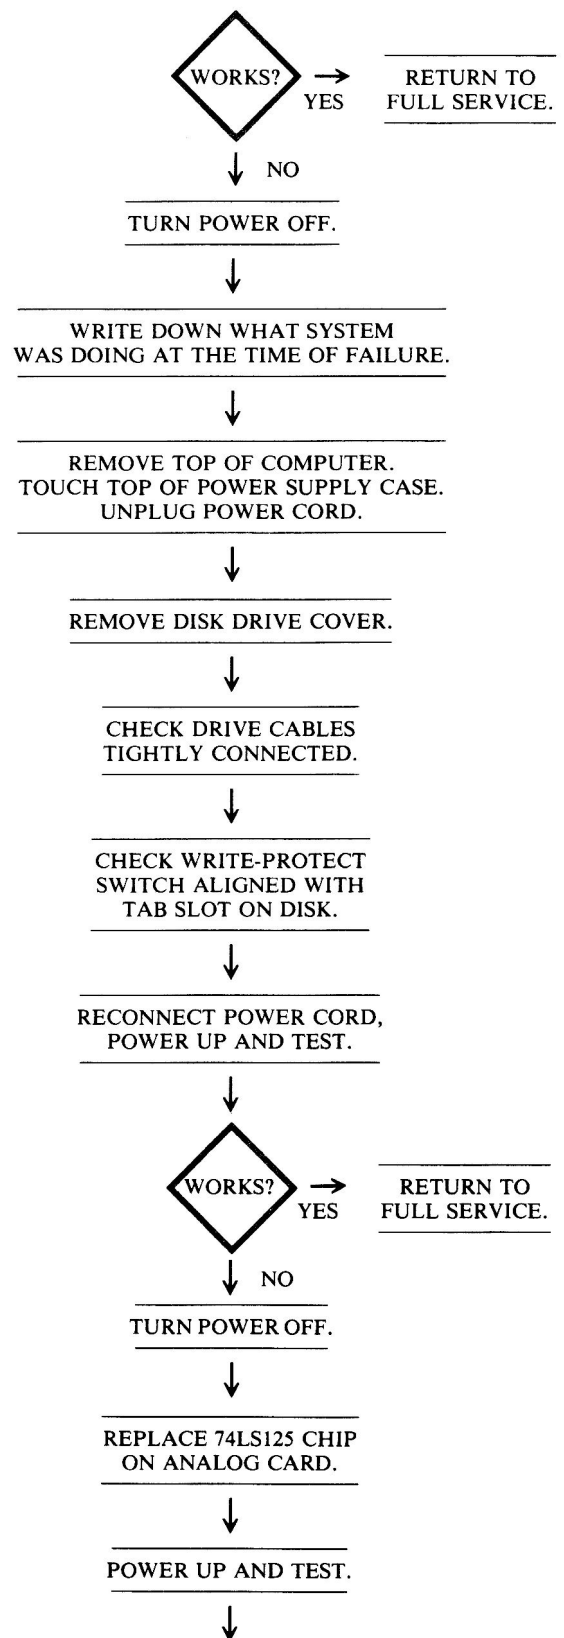 WORKS?
YES
RETURN TO
FULL SERVICE.
NO
TURN POWER OFF.
WRITE DOWN WHAT SYSTEM
WAS DOING AT THE TIME OF FAILURE.
REMOVE TOP OF COMPUTER.
TOUCH TOP OF POWER SUPPLY CASE.
UNPLUG POWER CORD.
REMOVE DISK DRIVE COVER.
CHECK DRIVE CABLES
TIGHTLY CONNECTED.
CHECK WRITE-PROTECT
SWITCH ALIGNED WITH
TAB SLOT ON DISK.
RECONNECT POWER CORD,
POWER UP AND TEST.
WORKS?
YES
RETURN TO
FULL SERVICE.
NO
TURN POWER OFF.
REPLACE 74LS125 CHIP
ON ANALOG CARD.
POWER UP AND TEST.